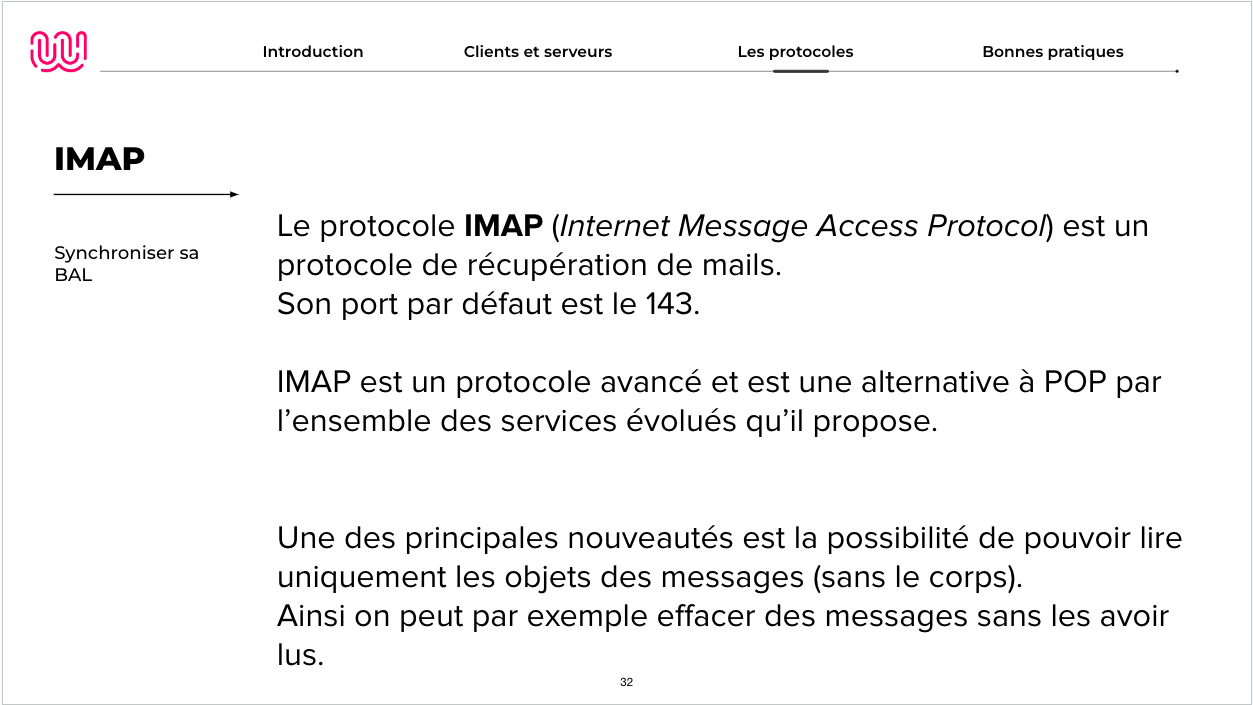 Introduction
Clients et serveurs
Les protocoles
Bonnes pratiques
IMAP
Synchroniser sa
BAL
Le protocole IMAP (Internet Message Access Protocol) est un
protocole de récupération de mails.
Son port par défaut est le 143.
IMAP est un protocole avancé et est une alternative à POP par
l’ensemble des services évolués qu’il propose.
Une des principales nouveautés est la possibilité de pouvoir lire
uniquement les objets des messages (sans le corps).
Ainsi on peut par exemple effacer des messages sans les avoir
lus.
32